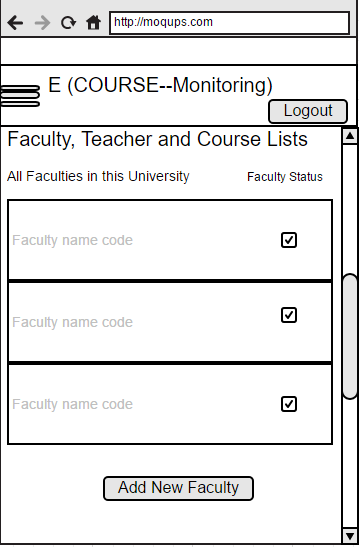 http://moqups.com
E (COURSE--Monitoring)
Logout
Faculty, Teacher and Course Lists
All Faculties in this University Faculty Status
Faculty name code
Faculty name code
Faculty name code
Add New Faculty